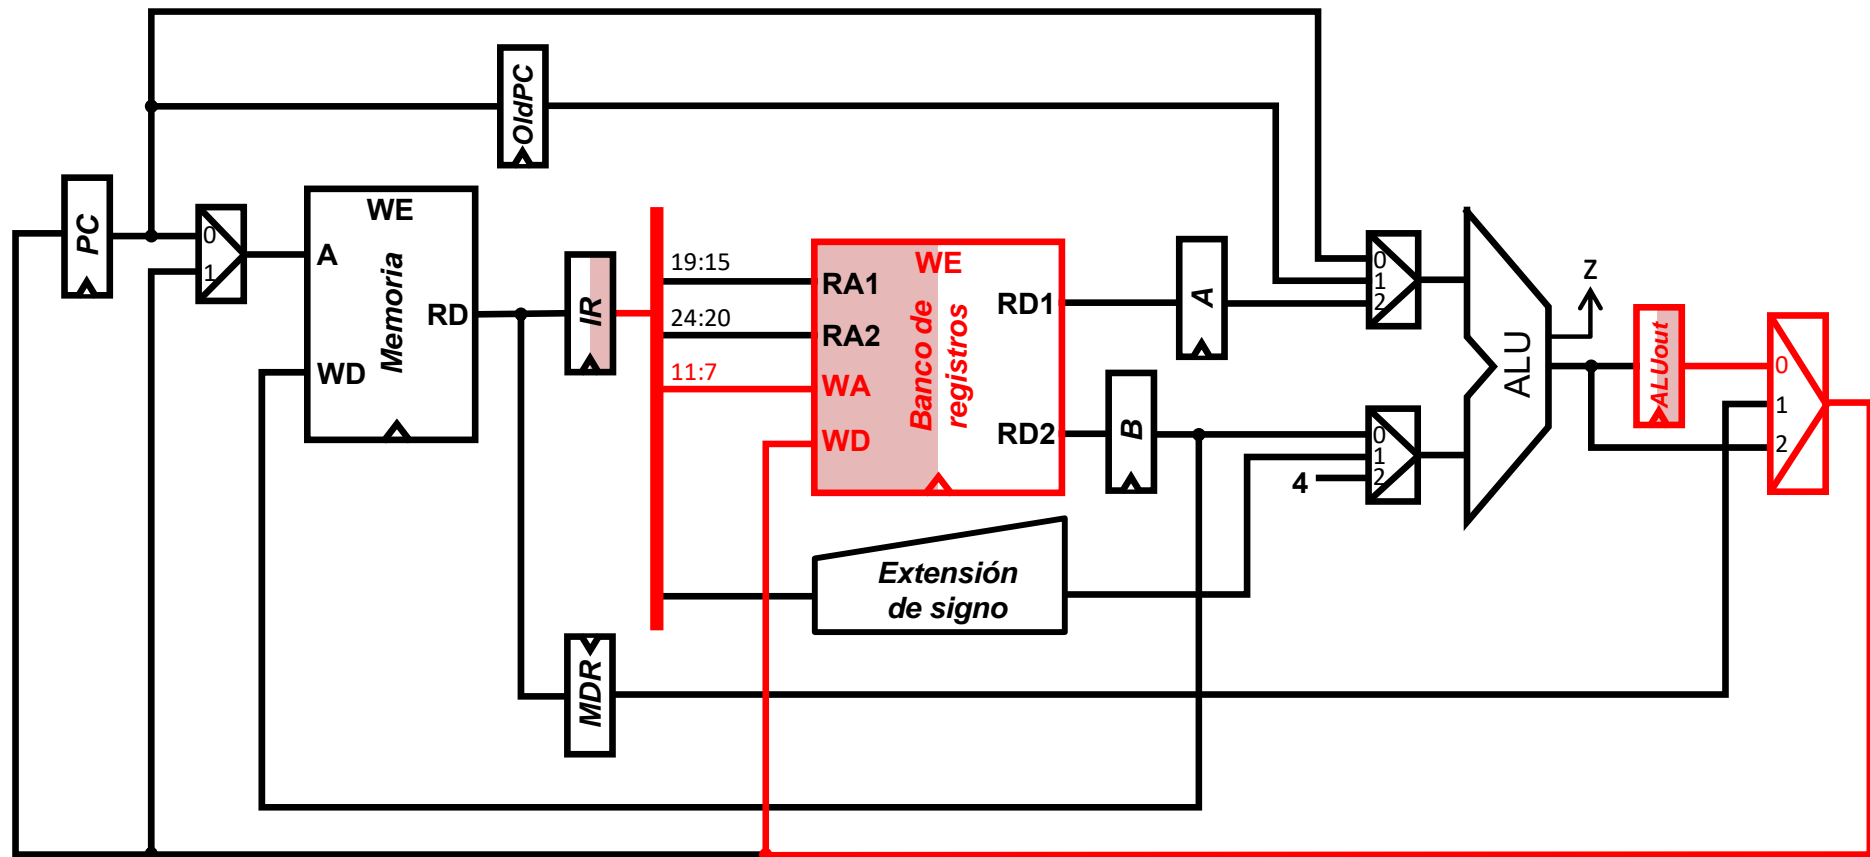 OldPC
PC
0
1
WE
A
Memoria
RD
WD
IR
19:15
24:20
11:7
RA1
RA2
WA
WD
WE
Banco de
registros
RD1
RD2
A
B
0
1
2
0
1
2
4
ALU
Z
ALUout
0
1
2
Extensión
de signo
MDR